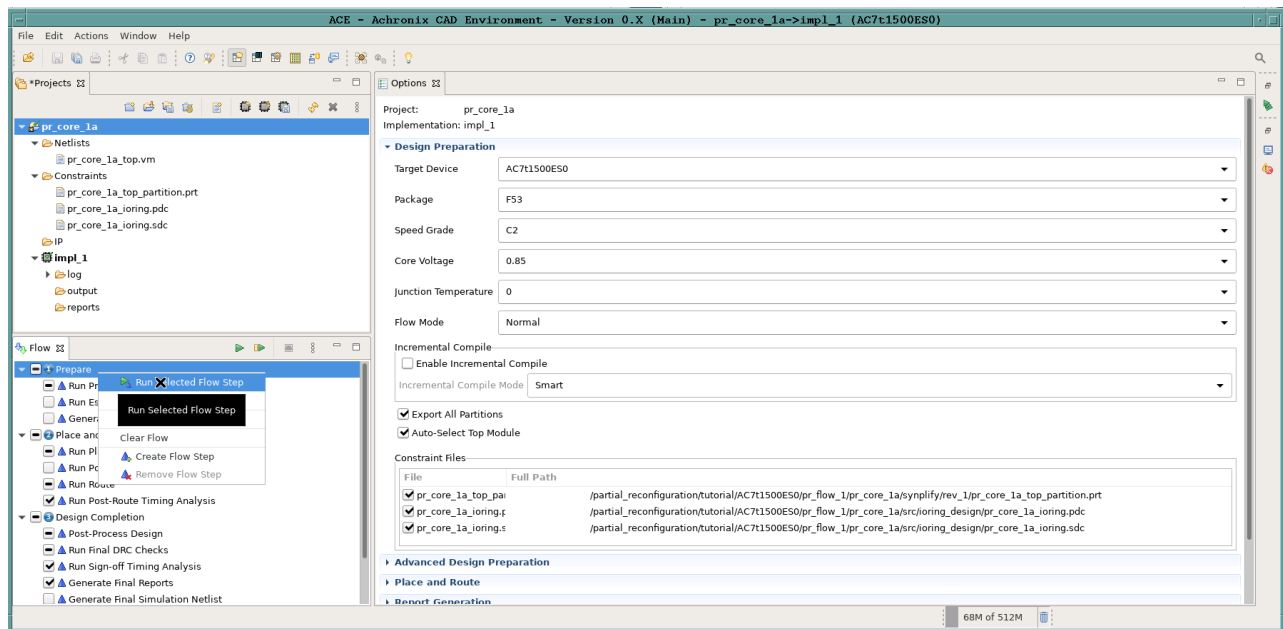 ACE - Achronix CAD Environment - Version 0.X (Main) - pr_core_1a->impl_1 (AC7t1500ES0)
File Edit Actions Window Help
*Projects
pr_core_1a
Netlists
pr_core_1a_top.vm
Constraints
pr_core_1a_top_partition.prt
pr_core_1a_ioring.pdc
pr_core_1a_ioring.sdc
IP
impl_1
log
output
reports
Flow
Prepare
Run Pr
Run Es
Genera
Run Selected Flow Step
Run Selected Flow Step
Clear Flow
Create Flow Step
Remove Flow Step
2 Place and
Run Pl
Run Po
Run Route
Run Post-Route Timing Analysis
3 Design Completion
Post-Process Design
Run Final DRC Checks
Run Sign-off Timing Analysis
Generate Final Reports
Generate Final Simulation Netlist
Options
Project: pr_core_1a
Implementation: impl_1
Design Preparation
Target Device AC7t1500ES0
Package F53
Speed Grade C2
Core Voltage 0.85
Junction Temperature 0
Flow Mode Normal
Incremental Compile
Enable Incremental Compile
Incremental Compile Mode Smart
Export All Partitions
Auto-Select Top Module
Constraint Files
File Full Path
pr_core_1a_top_pai /partial_reconfiguration/tutorial/AC7t1500ES0/pr_flow_1/pr_core_1a/synplify/rev_1/pr_core_1a_top_partition.prt
pr_core_1a_ioring.p /partial_reconfiguration/tutorial/AC7t1500ES0/pr_flow_1/pr_core_1a/src/ioring_design/pr_core_1a_ioring.pdc
pr_core_1a_ioring.s /partial_reconfiguration/tutorial/AC7t1500ES0/pr_flow_1/pr_core_1a/src/ioring_design/pr_core_1a_ioring.sdc
Advanced Design Preparation
Place and Route
Report Generation
68M of 512M